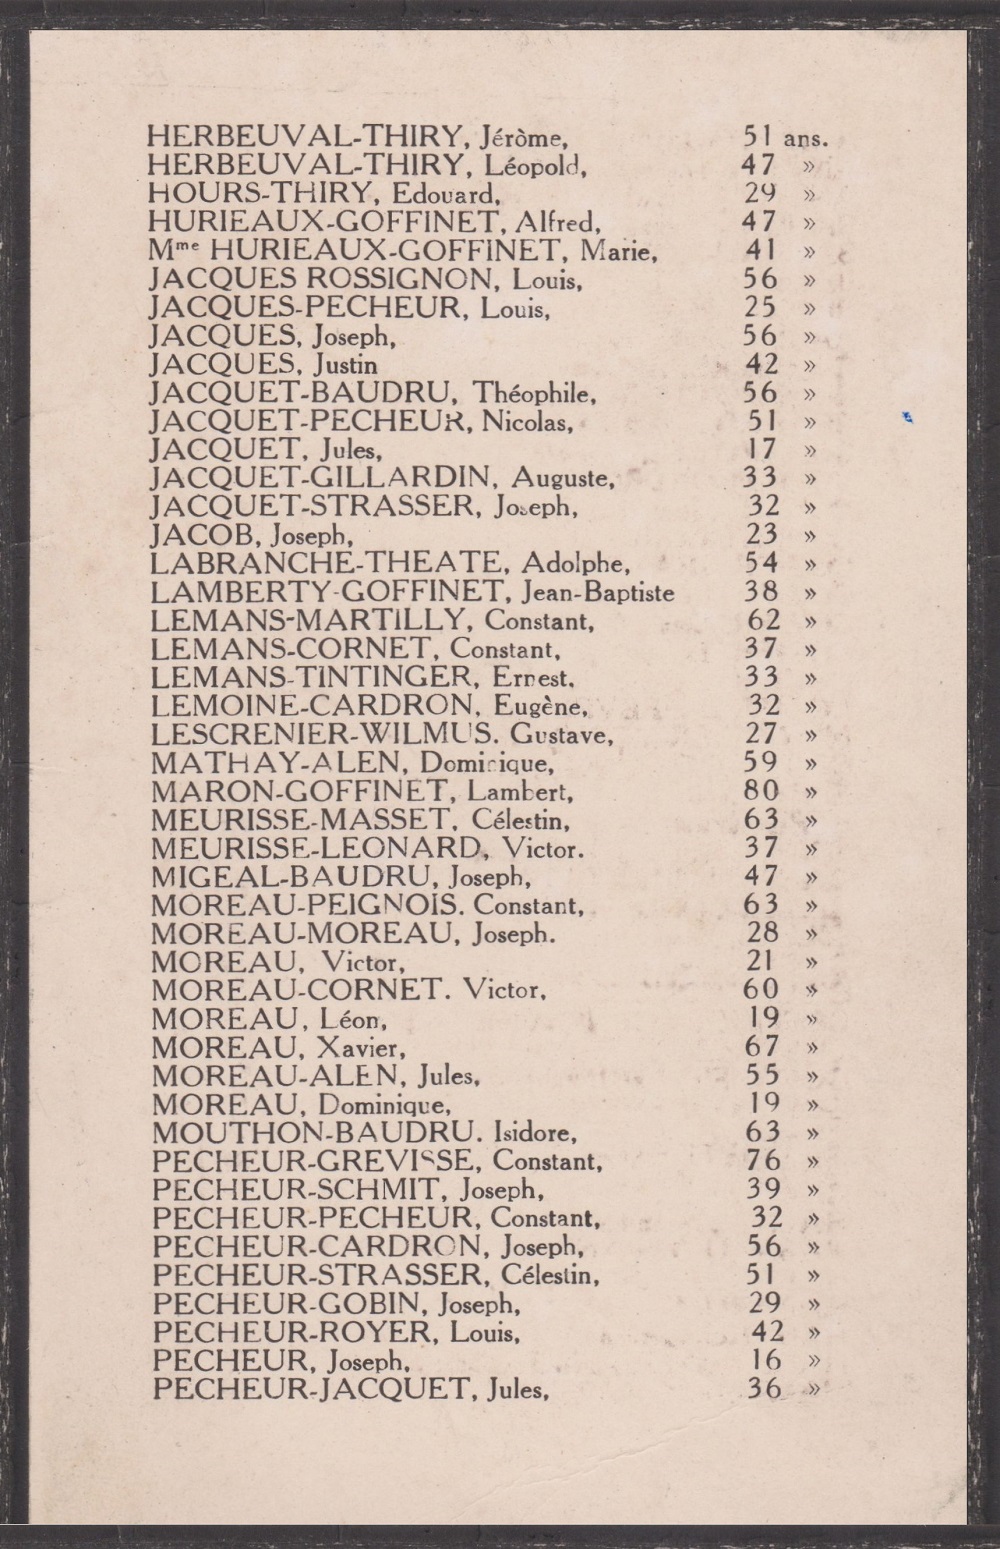 HERBEUVAL-THIRY, Jérôme, 51 ans.
HERBEUVAL-THIRY, Léopold, 47 »
HOURS-THIRY, Edouard, 29 »
HURIEAUX-GOFFINET, Alfred, 47 »
Mme HURIEAUX-GOFFINET, Marie, 41 »
JACQUES ROSSIGNON, Louis, 56 »
JACQUES-PECHEUR, Louis, 25 »
JACQUES, Joseph, 56 »
JACQUES, Justin 42 »
JACQUET-BAUDRU, Théophile, 56 »
JACQUET-PECHEUR, Nicolas, 51 »
JACQUET, Jules, 17 »
JACQUET-GILLARDIN, Auguste, 33 »
JACQUET-STRASSER, Joseph, 32 »
JACOB, Joseph, 23 »
LABRANCHE-THEATE, Adolphe, 54 »
LAMBERTY-GOFFINET, Jean-Baptiste 38 »
LEMANS-MARTILLY, Constant, 62 »
LEMANS-CORNET, Constant, 37 »
LEMANS-TINTINGER, Ernest. 33 »
LEMOINE-CARDRON, Eugène, 32 »
LESCRENIER-WILMUS. Gustave, 27 »
MATHAY-ALEN, Dominique, 59 »
MARON-GOFFINET, Lambert, 80 »
MEURISSE-MASSET, Célestin, 63 »
MEURISSE-LEONARD, Victor. 37 »
MIGEAL-BAUDRU, Joseph, 47 »
MOREAU-PEIGNOIS. Constant, 63 »
MOREAU-MOREAU, Joseph. 28 »
MOREAU, Victor, 21 »
MOREAU-CORNET. Victor, 60 »
MOREAU, Léon, 19 »
MOREAU, Xavier, 67 »
MOREAU-ALEN, Jules, 55 »
MOREAU, Dominique, 19 »
MOUTHON-BAUDRU. Isidore, 63 »
PECHEUR-GREVISSE, Constant, 76 »
PECHEUR-SCHMIT, Joseph, 39 »
PECHEUR-PECHEUR, Constant, 32 »
PECHEUR-CARDRON, Joseph, 56 »
PECHEUR-STRASSER, Célestin, 51 »
PECHEUR-GOBIN, Joseph, 29 »
PECHEUR-ROYER, Louis, 42 »
PECHEUR, Joseph, 16 »
PECHEUR-JACQUET, Jules, 36 »